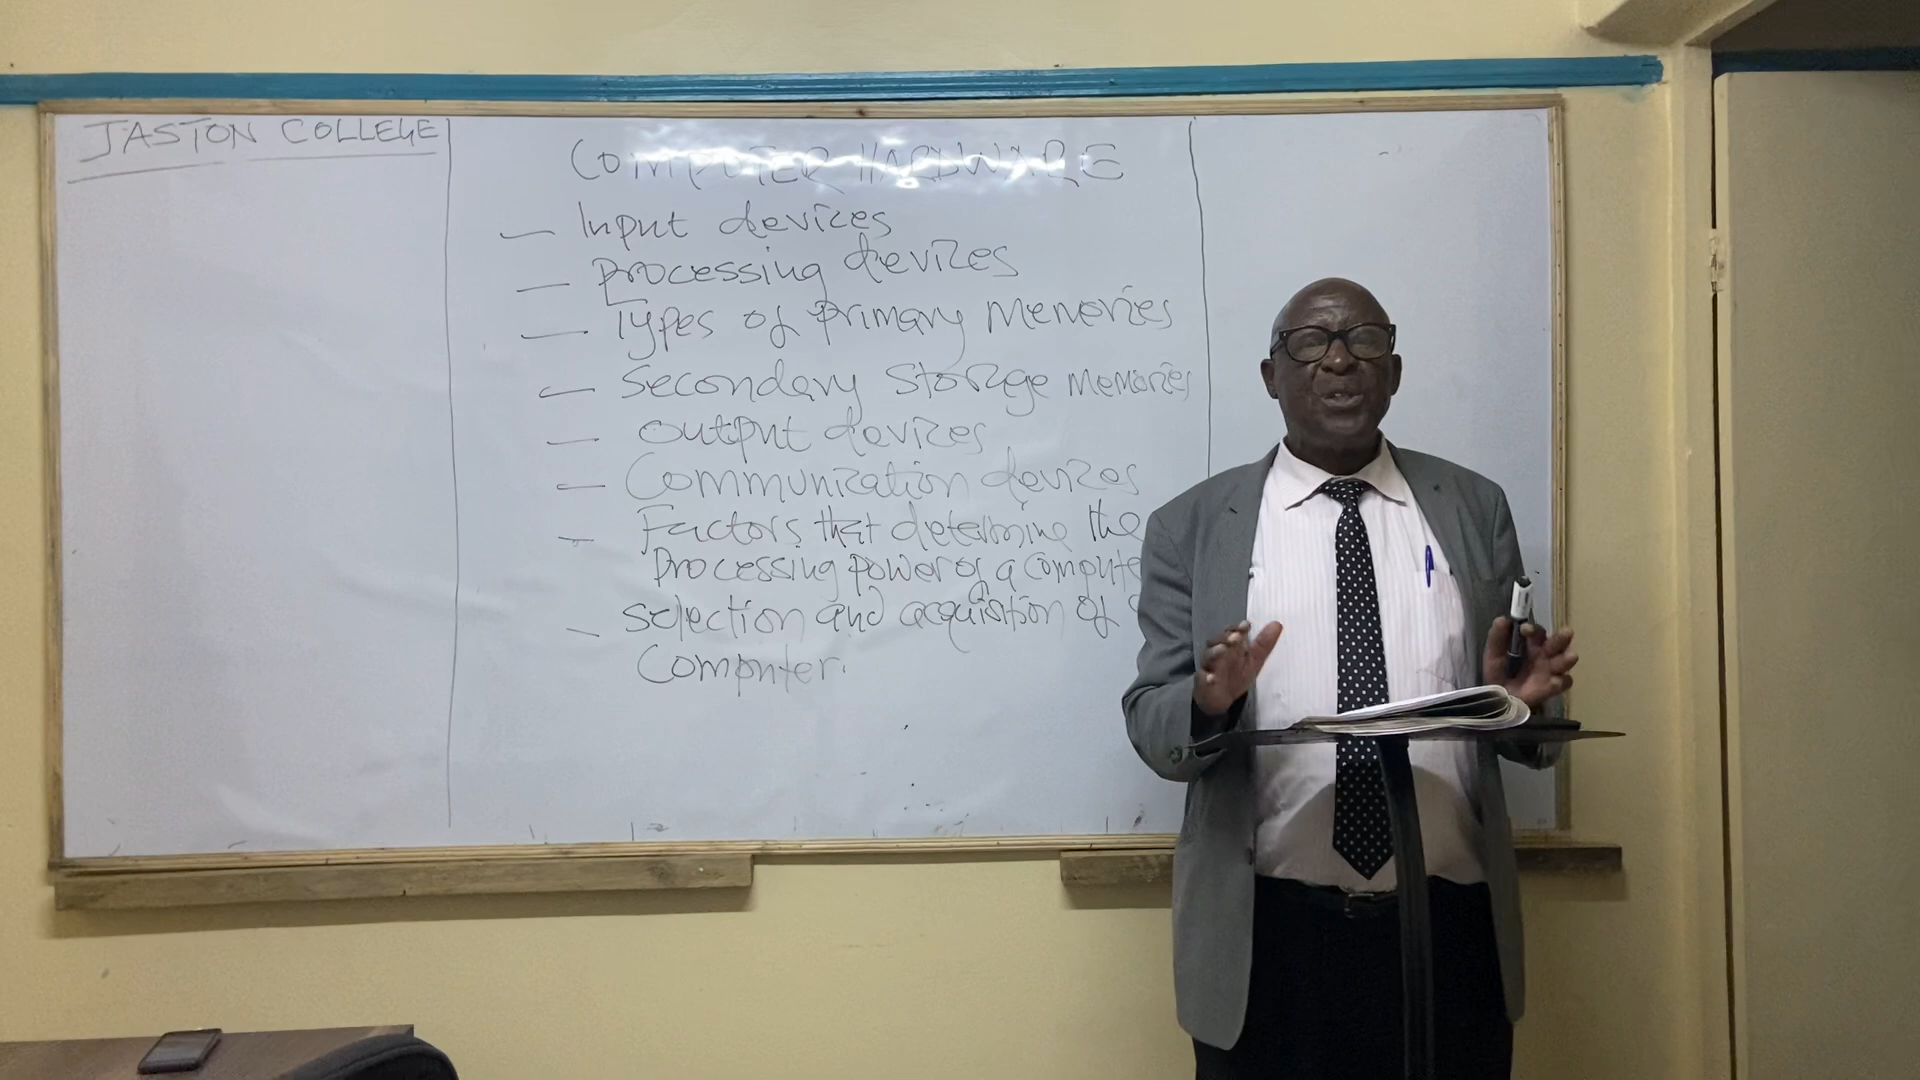 JASTON COLLEGE
COMPUTER HARDWARE
— Input devices
— Processing devices
— Types of Primary Memories
— Secondary Storage Memories
— Output devices
— Communication devices
— Factors that determine the
Processing power of a Compute
— Selection and acquisition of
Computer.